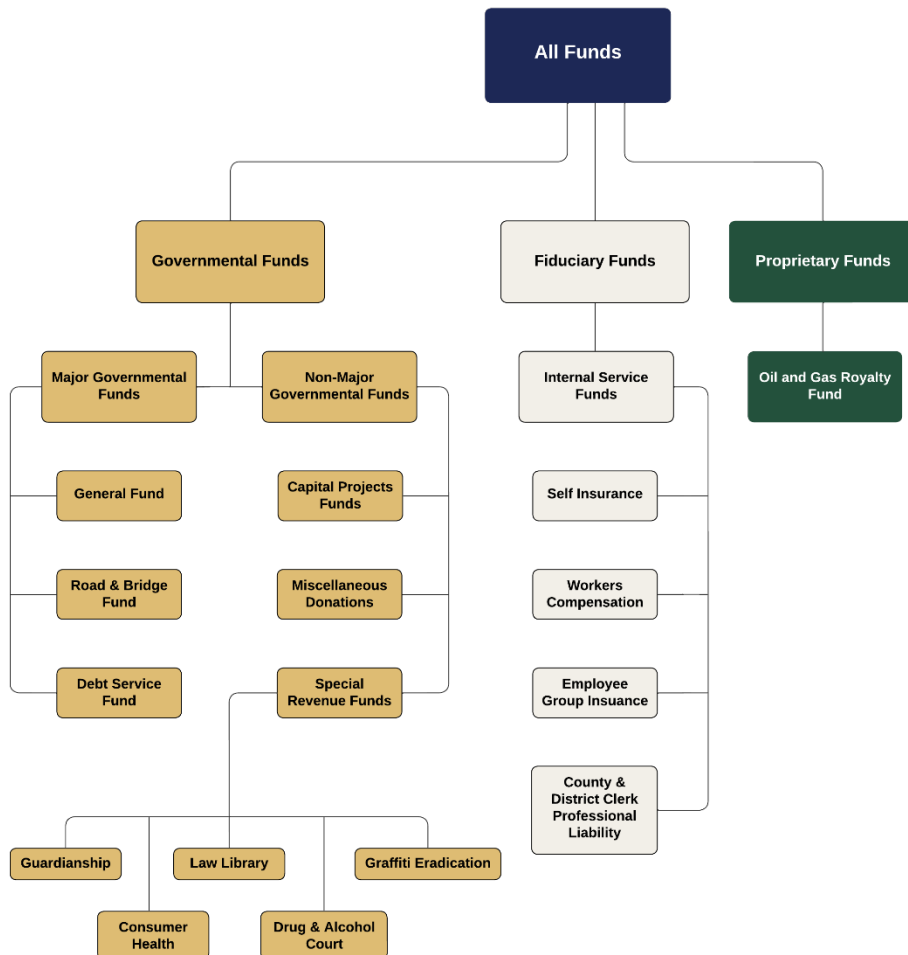 All Funds
Governmental Funds
Fiduciary Funds
Proprietary Funds
Major Governmental
Funds
Non-Major
Governmental Funds
Internal Service
Funds
Oil and Gas Royalty
Fund
General Fund
Capital Projects
Funds
Self Insurance
Road & Bridge
Fund
Miscellaneous
Donations
Workers
Compensation
Debt Service
Fund
Special
Revenue Funds
Employee
Group Insuance
County &
District Clerk
Professional
Liability
Guardianship
Law Library
Graffiti Eradication
Consumer
Health
Drug & Alcohol
Court